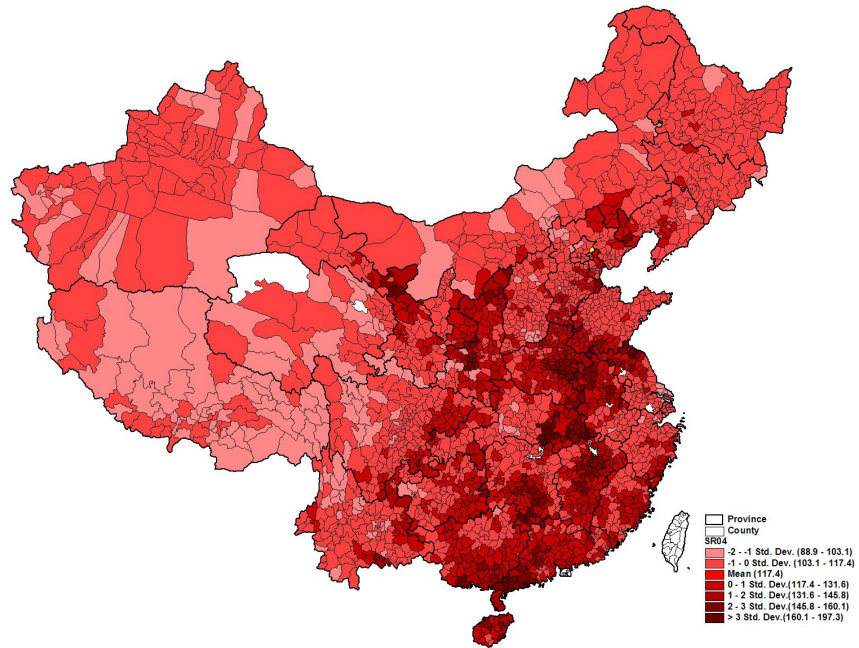 Province
County
SR04
-2 - -1 Std. Dev. (88.9 - 103.1)
-1 - 0 Std. Dev. (103.1 - 117.4)
Mean (117.4)
0 - 1 Std. Dev.(117.4 - 131.6)
1 - 2 Std. Dev.(131.6 - 145.8)
2 - 3 Std. Dev.(145.8 - 160.1)
> 3 Std. Dev.(160.1 - 197.3)